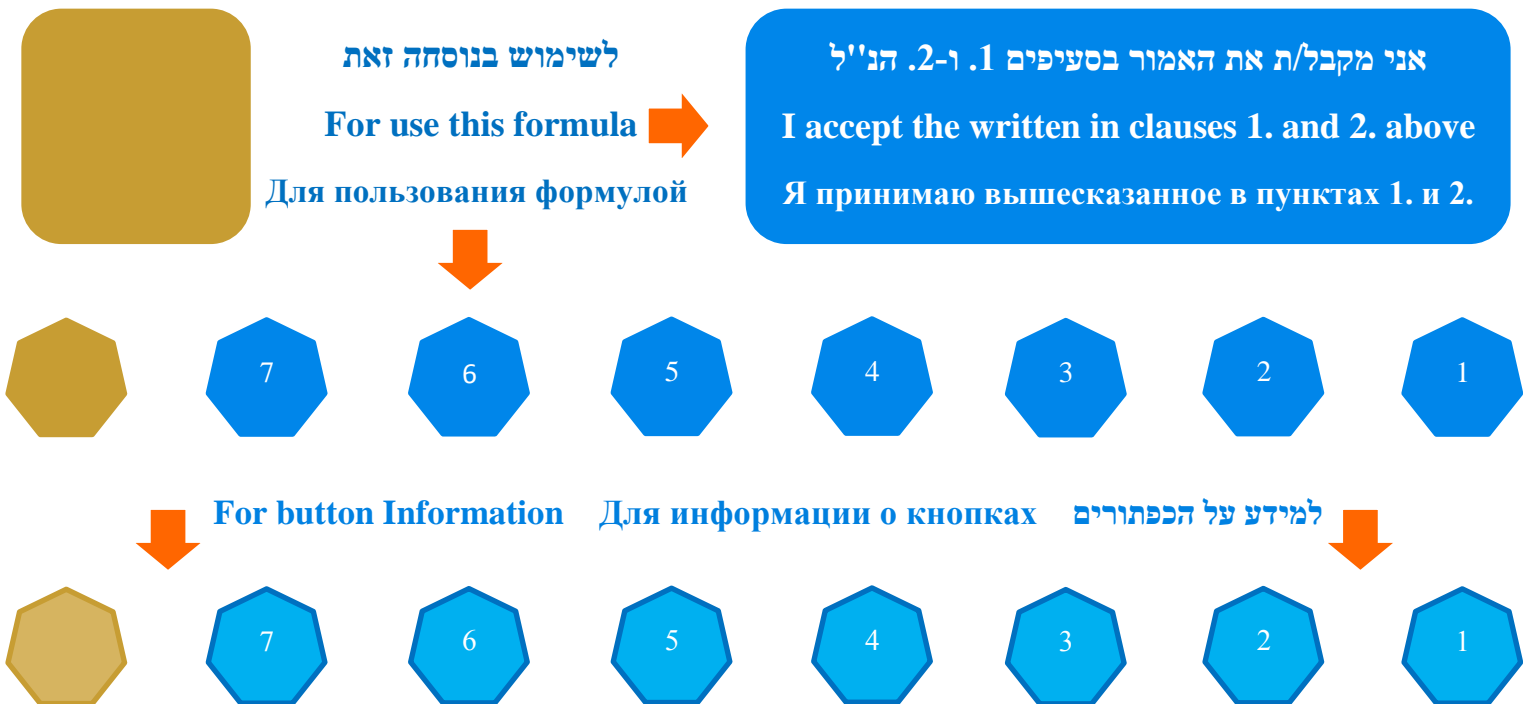 לשימוש בנוסחה זאת
For use this formula
Для пользования формулой
אני מקבל/ת את האמור בסעיפים 1. ו-2. הנ''ל
I accept the written in clauses 1. and 2. above
Я принимаю вышесказанное в пунктах 1. и 2.
7 6 5 4 3 2 1
For button Information Для информации о кнопках למידע על הכפתורים
7 6 5 4 3 2 1